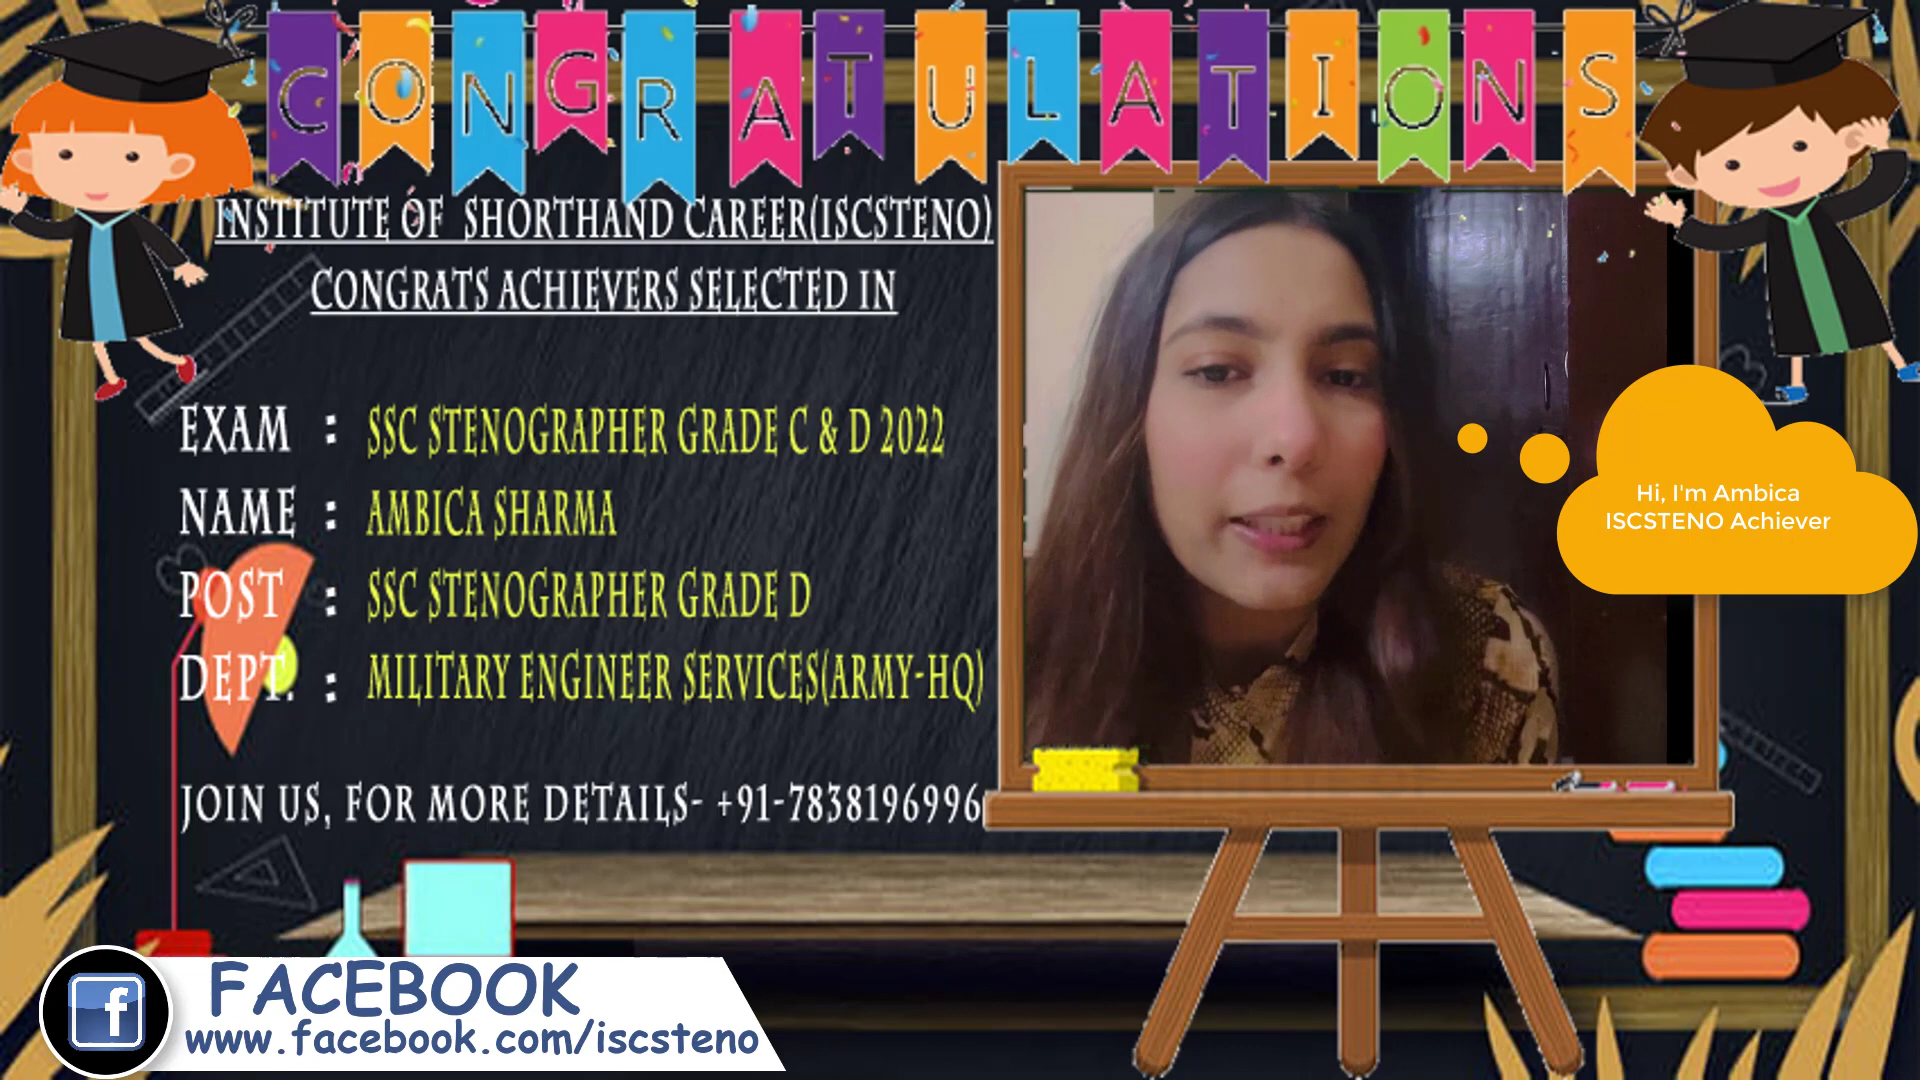 CONGRATULATIONS
INSTITUTE OF SHORTHAND CAREER(ISCSTENO)
CONGRATS ACHIEVERS SELECTED IN
EXAM : SSC STENOGRAPHER GRADE C & D 2022
NAME : AMBICA SHARMA
POST : SSC STENOGRAPHER GRADE D
DEPT. : MILITARY ENGINEER SERVICES(ARMY-HQ)
JOIN US, FOR MORE DETAILS- +91-7838196996
Hi, I'm Ambica
ISCSTENO Achiever
f FACEBOOK
www.facebook.com/iscsteno